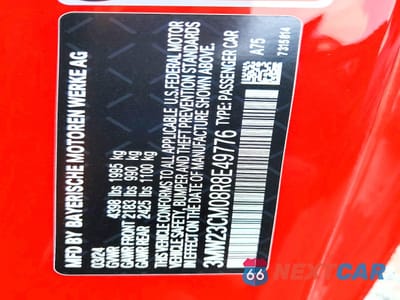 MFD BY BAYERISCHE MOTOREN WERKE AG
03/24
GVWR 4398 lbs 1995 kg
GAWR FRONT 2183 lbs 990 kg
GAWR REAR 2425 lbs 1100 kg
THIS VEHICLE CONFORMS TO ALL APPLICABLE U.S. FEDERAL MOTOR
VEHICLE SAFETY, BUMPER AND THEFT PREVENTION STANDARDS
IN EFFECT ON THE DATE OF MANUFACTURE SHOWN ABOVE.
3MW23CM08R8E49776 TYPE: PASSENGER CAR
A75
7315814
66 NEXTCAR